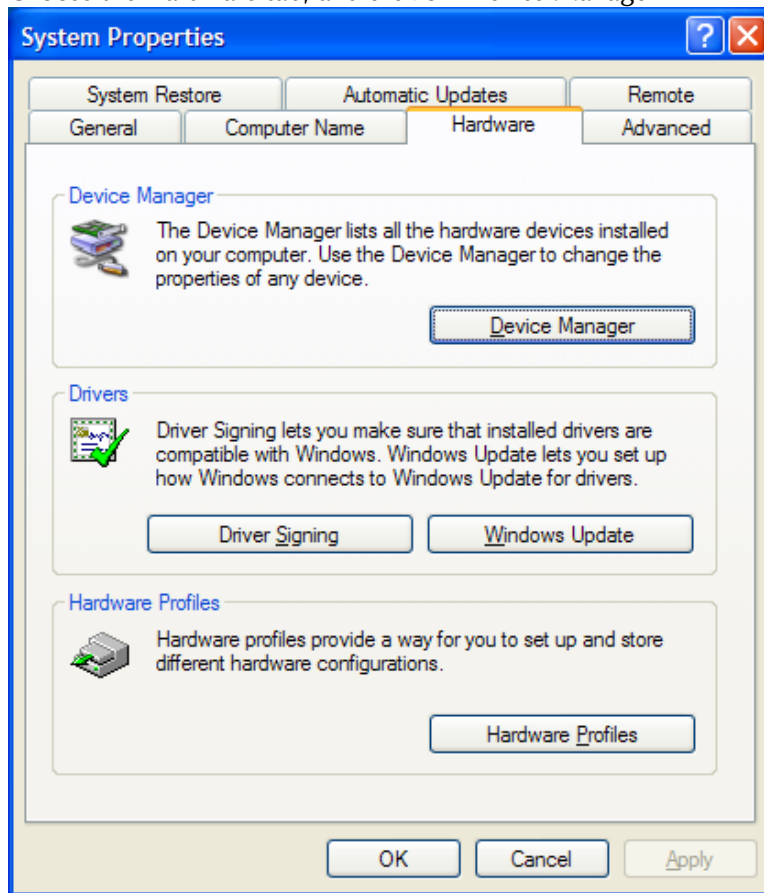 System Properties
System Restore Automatic Updates Remote
General Computer Name Hardware Advanced
Device Manager
The Device Manager lists all the hardware devices installed
on your computer. Use the Device Manager to change the
properties of any device.
Device Manager
Drivers
Driver Signing lets you make sure that installed drivers are
compatible with Windows. Windows Update lets you set up
how Windows connects to Windows Update for drivers.
Driver Signing Windows Update
Hardware Profiles
Hardware profiles provide a way for you to set up and store
different hardware configurations.
Hardware Profiles
OK Cancel Apply